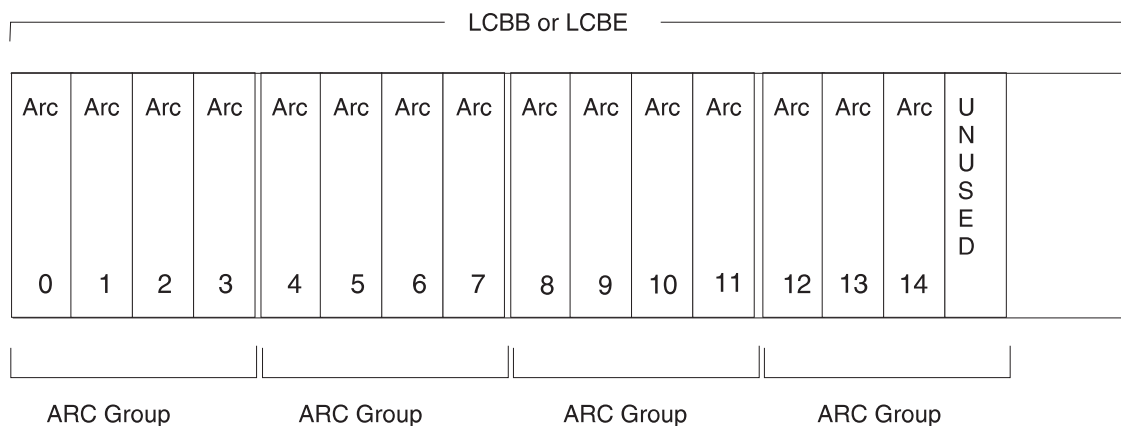 LCBB or LCBE
Arc Arc Arc Arc Arc Arc Arc Arc Arc Arc Arc Arc Arc Arc Arc UNUSED
0 1 2 3 4 5 6 7 8 9 10 11 12 13 14
ARC Group ARC Group ARC Group ARC Group